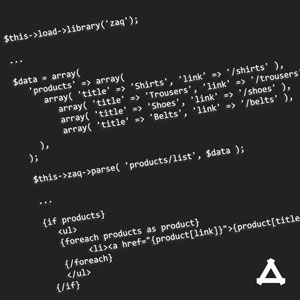 $this->load->library('zaq');
...
$data = array(
'products' => array(
array( 'title' => 'Shirts', 'link' => '/shirts' ),
array( 'title' => 'Trousers', 'link' => '/trousers'
array( 'title' => 'Shoes', 'link' => '/shoes' ),
array( 'title' => 'Belts', 'link' => '/belts' ),
),
);
$this->zaq->parse( 'products/list', $data );
...
{if products}
<ul>
{foreach products as product}
<li><a href="{product[link]}">{product[title
{/foreach}
</ul>
{/if}